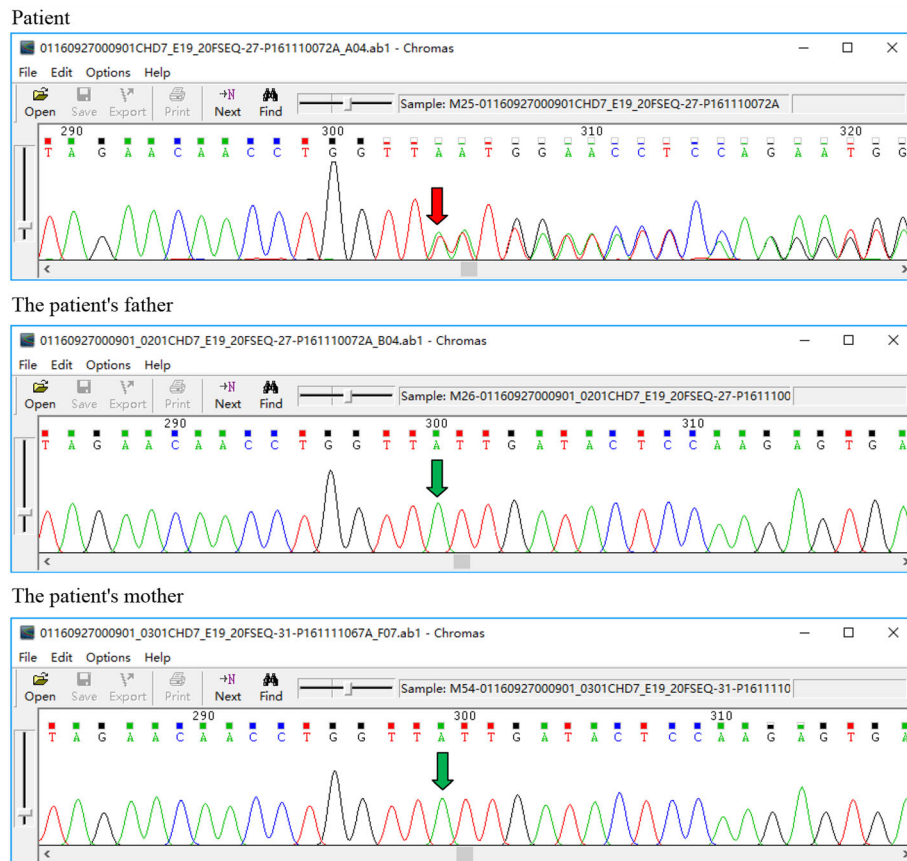 Patient
01160927000901CHD7_E19_20FSEQ-27-P161110072A_A04.ab1 - Chromas
File Edit Options Help
Open Save Export Print Next Find Sample: M25-01160927000901CHD7_E19_20FSEQ-27-P161110072A
290 300 310 320
T A G A A C A A C C T G G T T A A T G G A A C C T C C A G A A T G G
The patient's father
01160927000901_0201CHD7_E19_20FSEQ-27-P161110072A_B04.ab1 - Chromas
File Edit Options Help
Open Save Export Print Next Find Sample: M26-01160927000901_0201CHD7_E19_20FSEQ-27-P1611100
290 300 310
T A G A A C A A C C T G G T T A T T G A T A C T C C A A G A G T G A
The patient's mother
01160927000901_0301CHD7_E19_20FSEQ-31-P161111067A_F07.ab1 - Chromas
File Edit Options Help
Open Save Export Print Next Find Sample: M54-01160927000901_0301CHD7_E19_20FSEQ-31-P1611110
290 300 310
T A G A A C A A C C T G G T T A T T G A T A C T C C A A G A G T G A